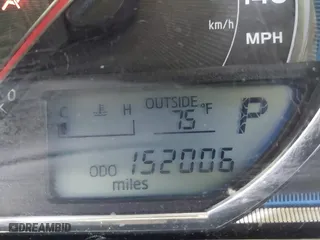 km/h
MPH
OUTSIDE
C H 75 °F
P
ODO 152006
miles
DREAMBID